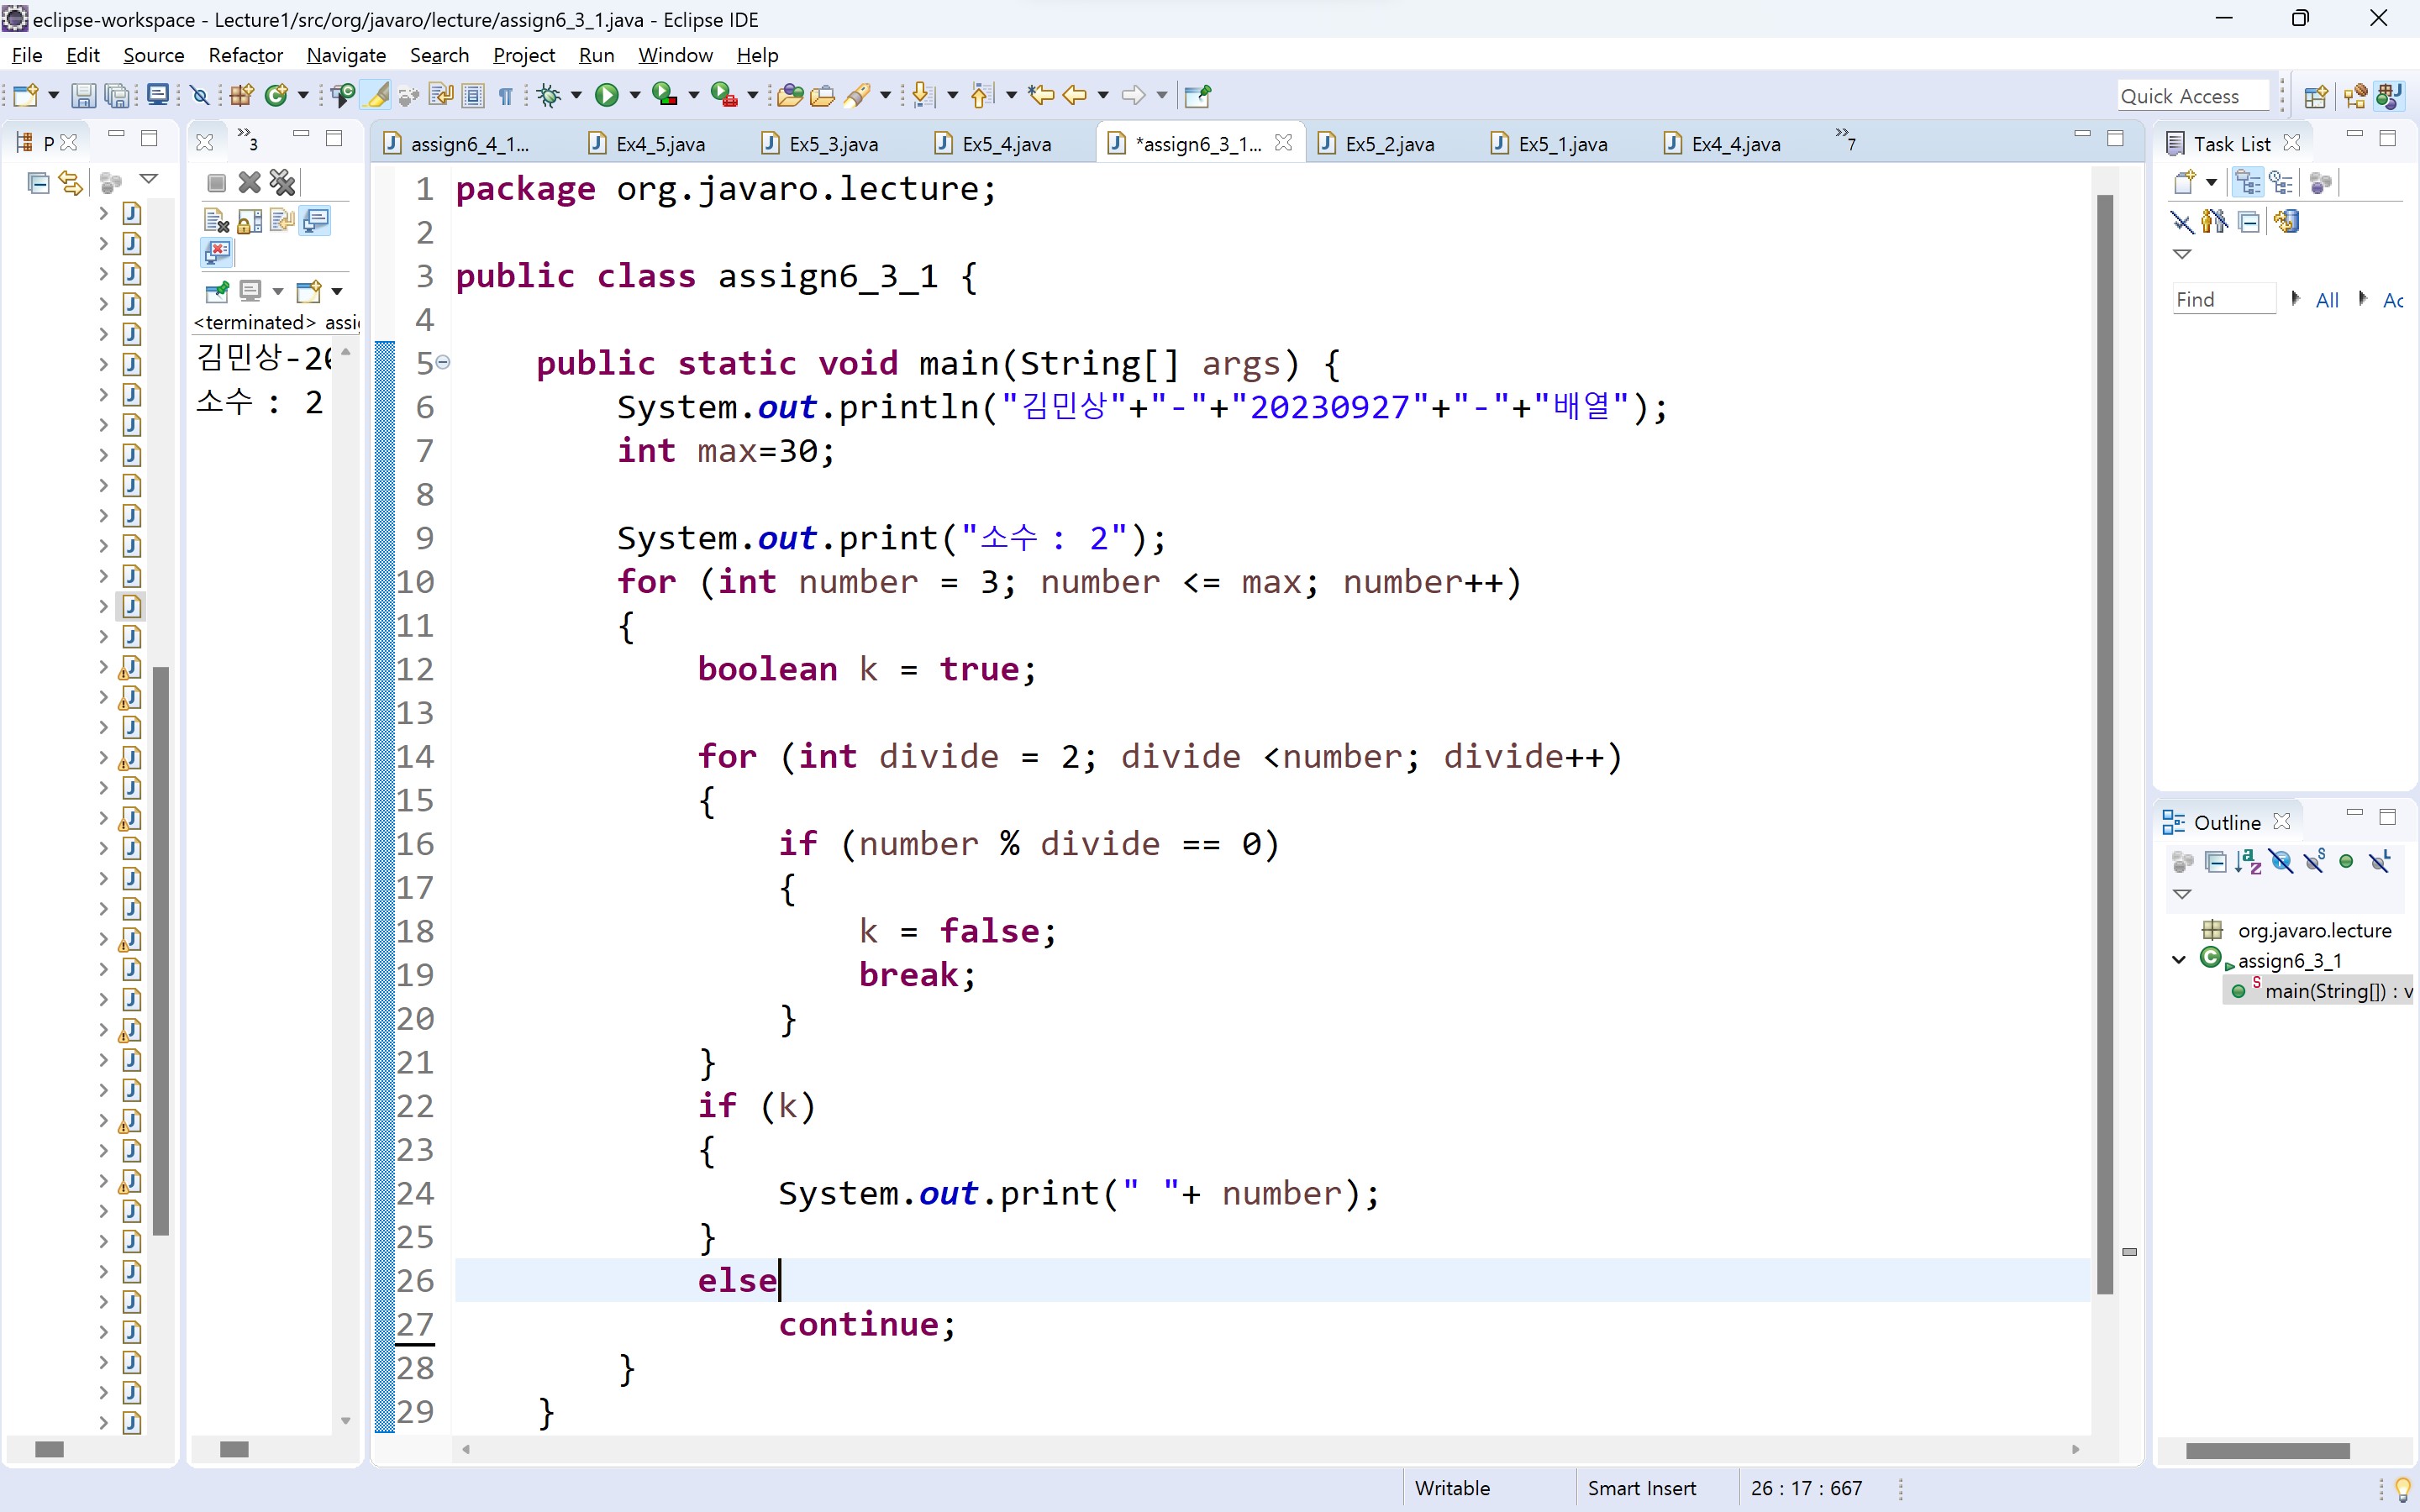 eclipse-workspace - Lecture1/src/org/javaro/lecture/assign6_3_1.java - Eclipse IDE
File Edit Source Refactor Navigate Search Project Run Window Help
Quick Access
P
3
assign6_4_1... Ex4_5.java Ex5_3.java Ex5_4.java *assign6_3_1... Ex5_2.java Ex5_1.java Ex4_4.java 7
Task List
Find All Ac
<terminated> assi
김민상-20
소수 : 2
1 package org.javaro.lecture;
2
3 public class assign6_3_1 {
4
5 public static void main(String[] args) {
6 System.out.println("김민상"+"-"+"20230927"+"-"+"배열");
7 int max=30;
8
9 System.out.print("소수 : 2");
10 for (int number = 3; number <= max; number++)
11 {
12 boolean k = true;
13
14 for (int divide = 2; divide <number; divide++)
15 {
16 if (number % divide == 0)
17 {
18 k = false;
19 break;
20 }
21 }
22 if (k)
23 {
24 System.out.print(" "+ number);
25 }
26 else
27 continue;
28 }
29 }
Outline
org.javaro.lecture
assign6_3_1
main(String[]) : v
Writable Smart Insert 26 : 17 : 667